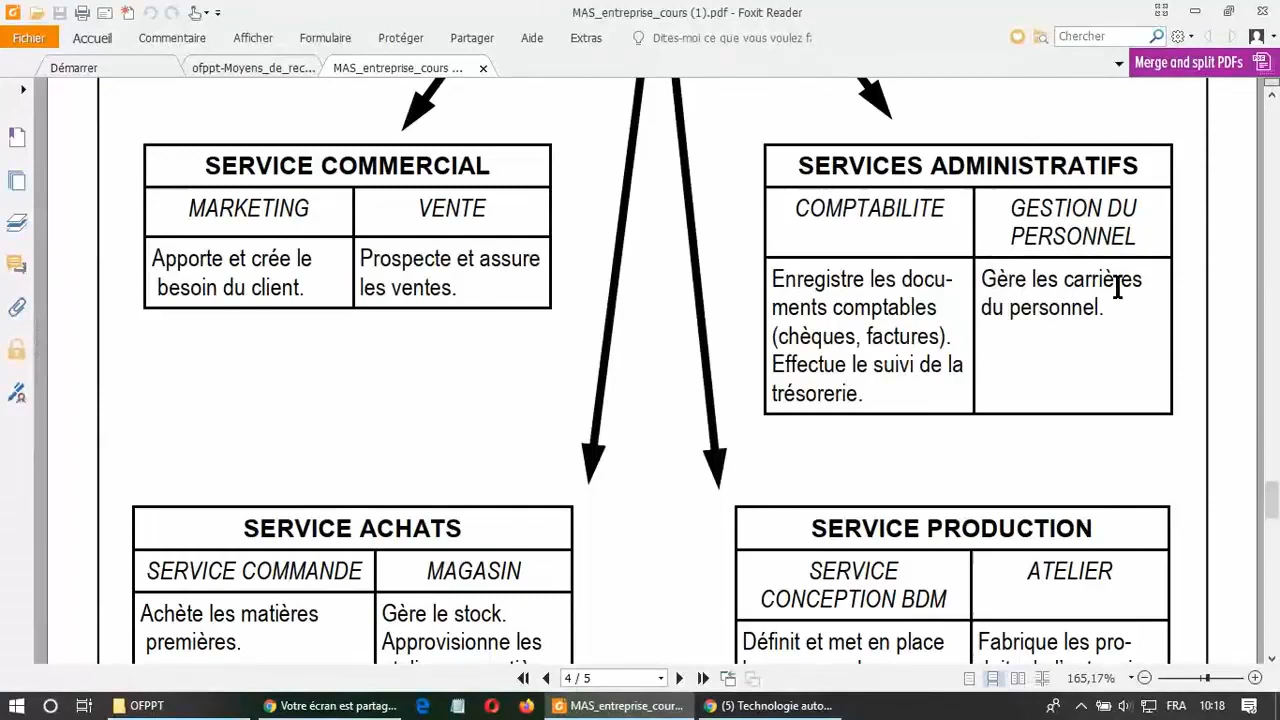 MAS_entreprise_cours (1).pdf - Foxit Reader
Fichier Accueil Commentaire Afficher Formulaire Protéger Partager Aide Extras Dites-moi ce que vous voulez f Chercher
Démarrer ofppt-Moyens_de_rec... MAS_entreprise_cours ... Merge and split PDFs
SERVICE COMMERCIAL
MARKETING VENTE
Apporte et crée le
besoin du client.
Prospecte et assure
les ventes.
SERVICES ADMINISTRATIFS
COMPTABILITE
GESTION DU
PERSONNEL
Enregistre les docu-
ments comptables
(chèques, factures).
Effectue le suivi de la
trésorerie.
Gère les carrières
du personnel.
SERVICE ACHATS
SERVICE COMMANDE MAGASIN
Achète les matières
premières.
Gère le stock.
Approvisionne les
SERVICE PRODUCTION
SERVICE
CONCEPTION BDM
ATELIER
Définit et met en place
Fabrique les pro-
4 / 5 165,17%
OFPPT Votre écran est partag... MAS_entreprise_cour... (5) Technologie auto... FRA 10:18